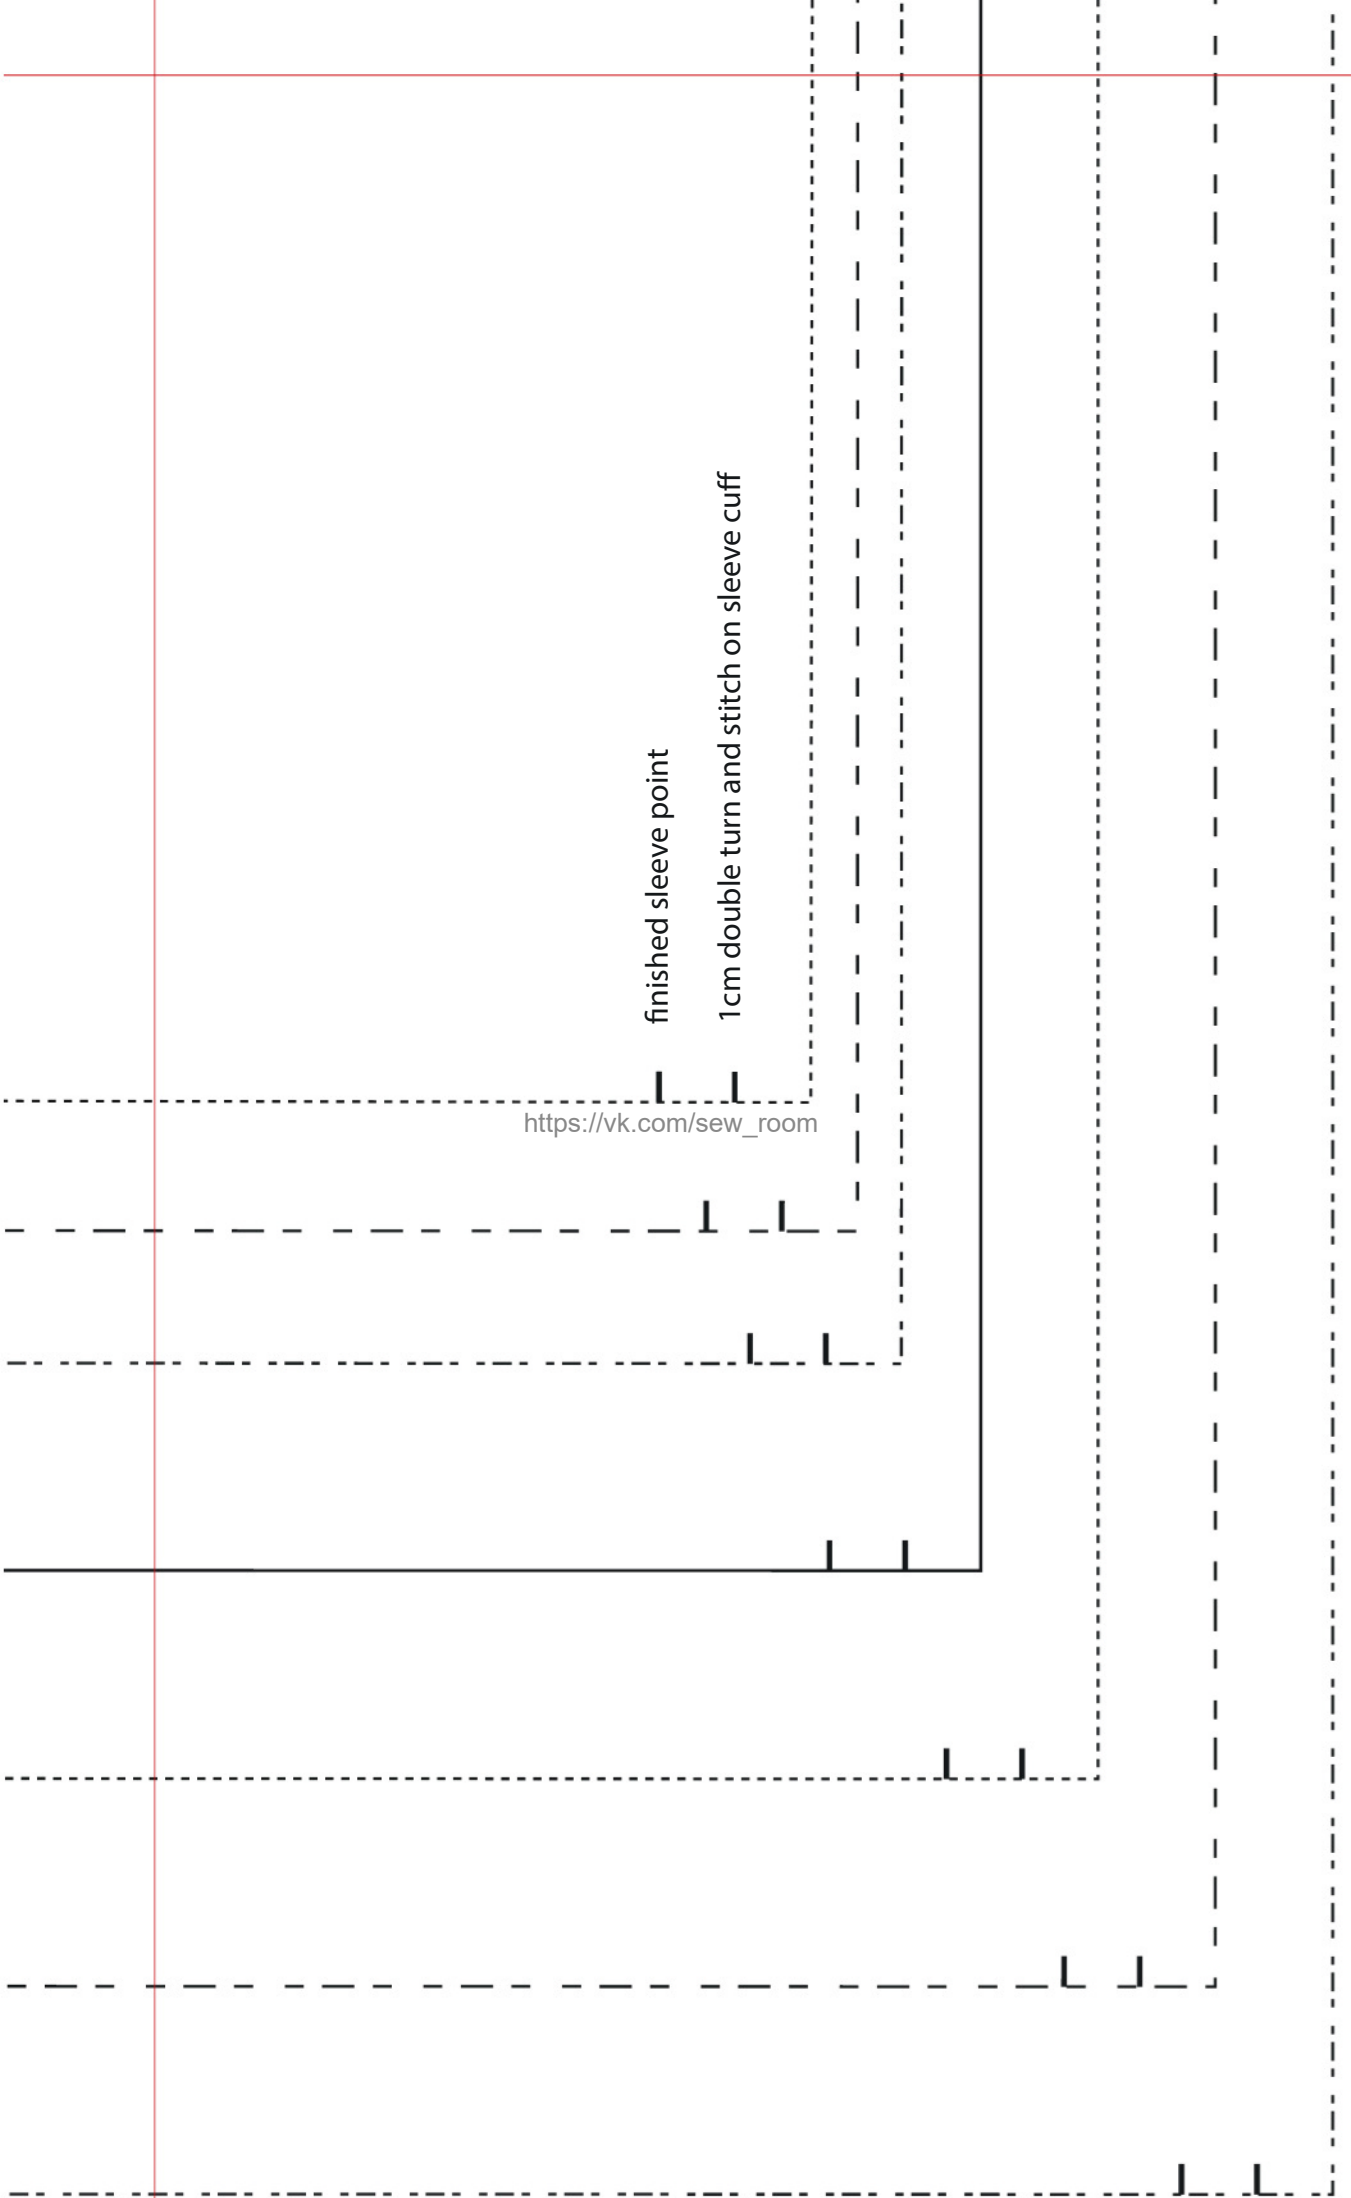 finished sleeve point
1cm double turn and stitch on sleeve cuff
https://vk.com/sew_room